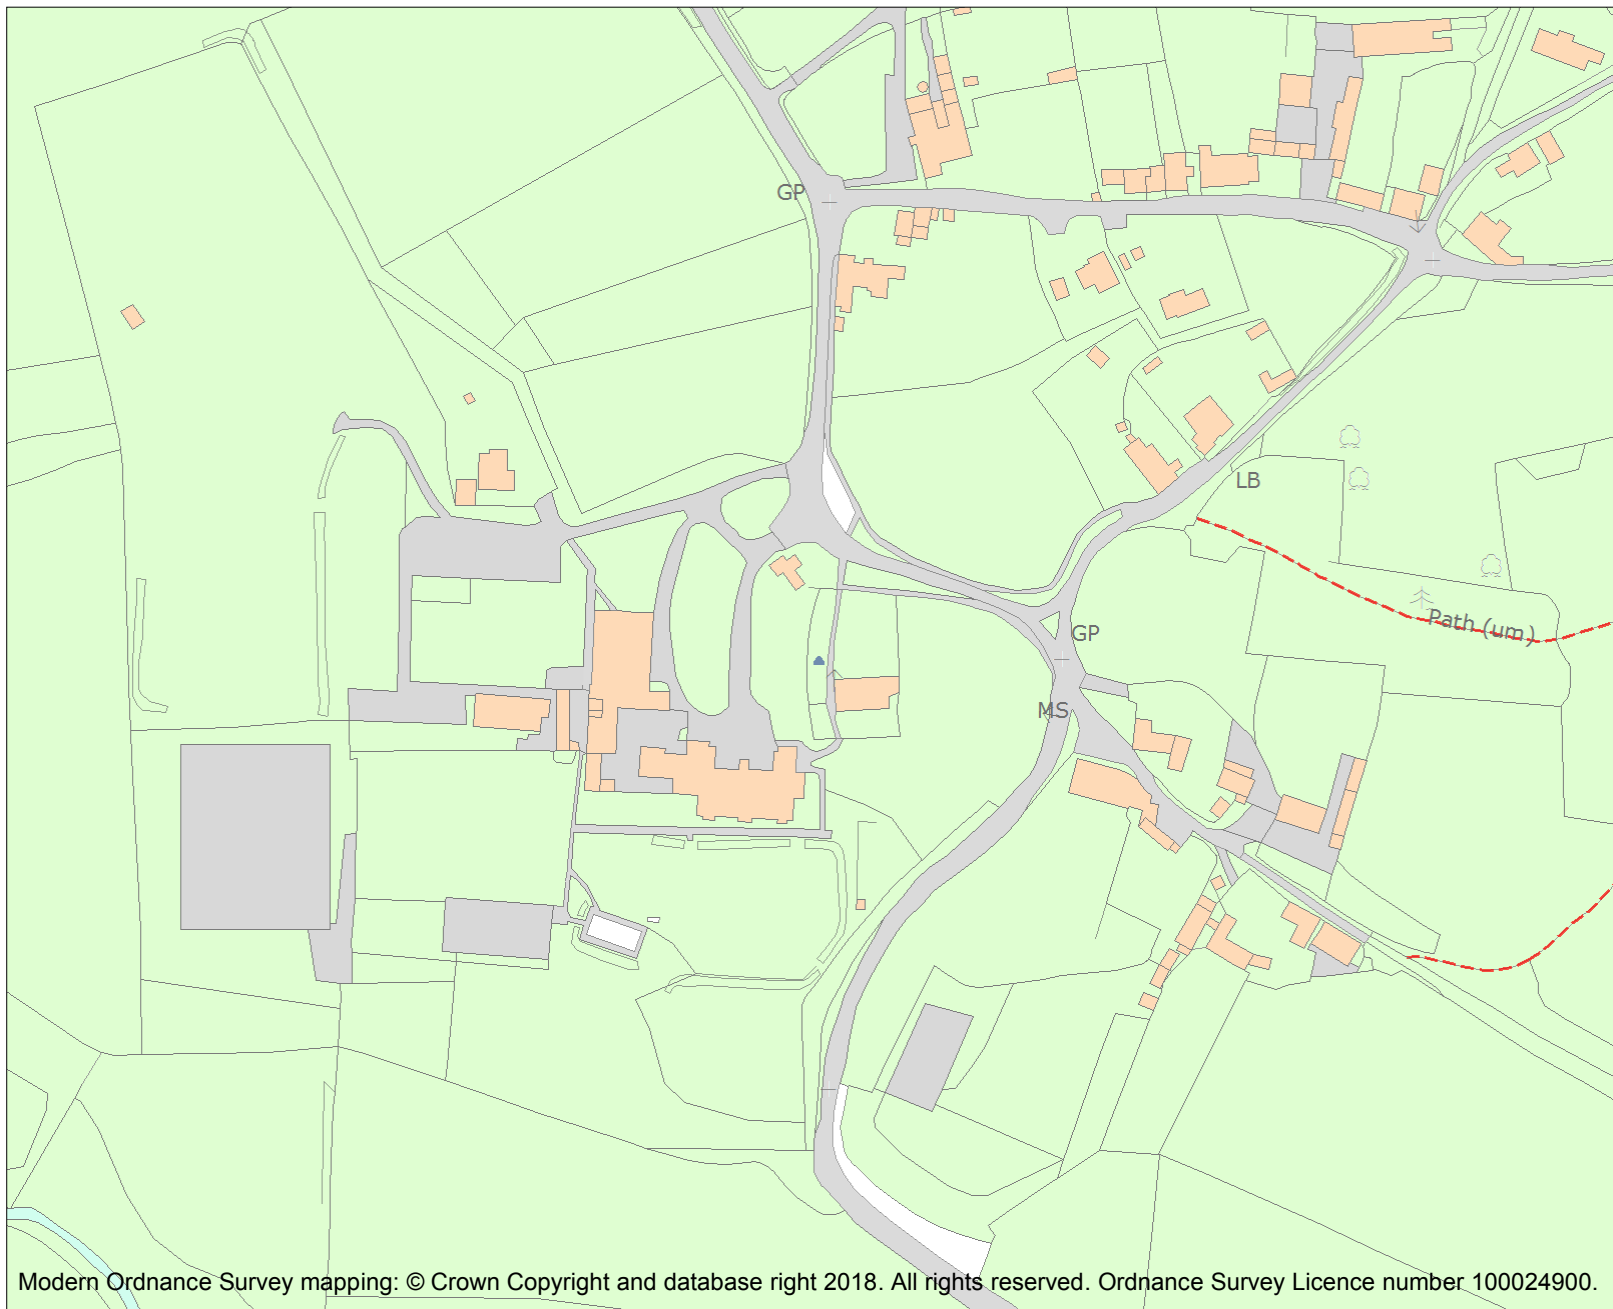 GP
LB
Path (um)
GP
MS
Modern Ordnance Survey mapping: © Crown Copyright and database right 2018. All rights reserved. Ordnance Survey Licence number 100024900.